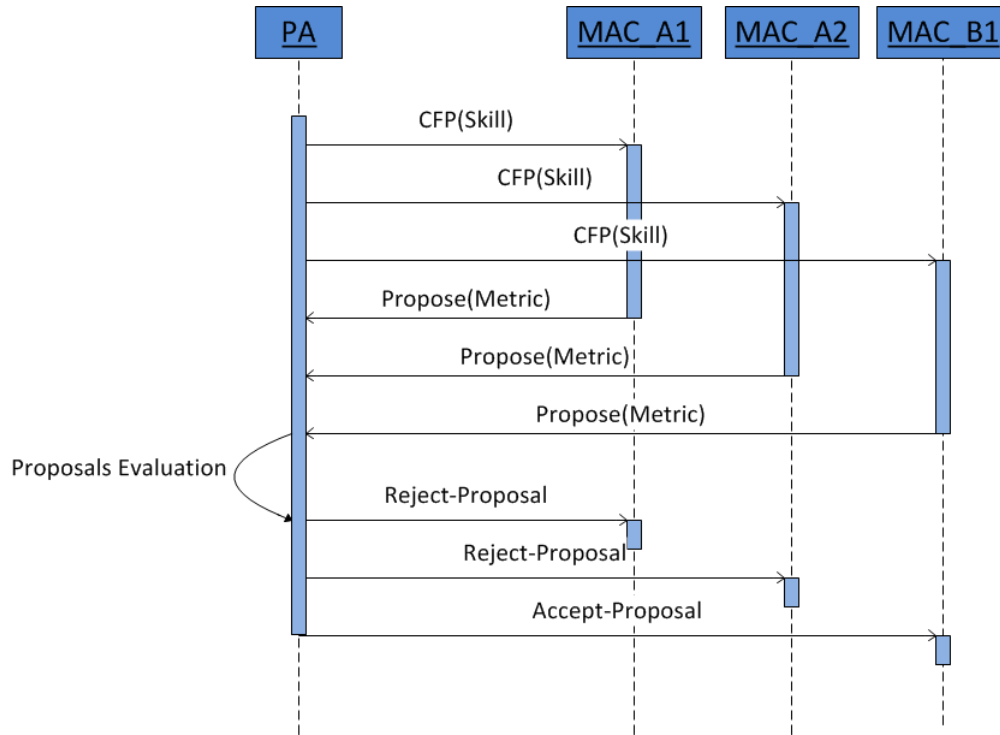 PA
MAC_A1
MAC_A2
MAC_B1
CFP(Skill)
CFP(Skill)
CFP(Skill)
Propose(Metric)
Propose(Metric)
Propose(Metric)
Proposals Evaluation
Reject-Proposal
Reject-Proposal
Accept-Proposal